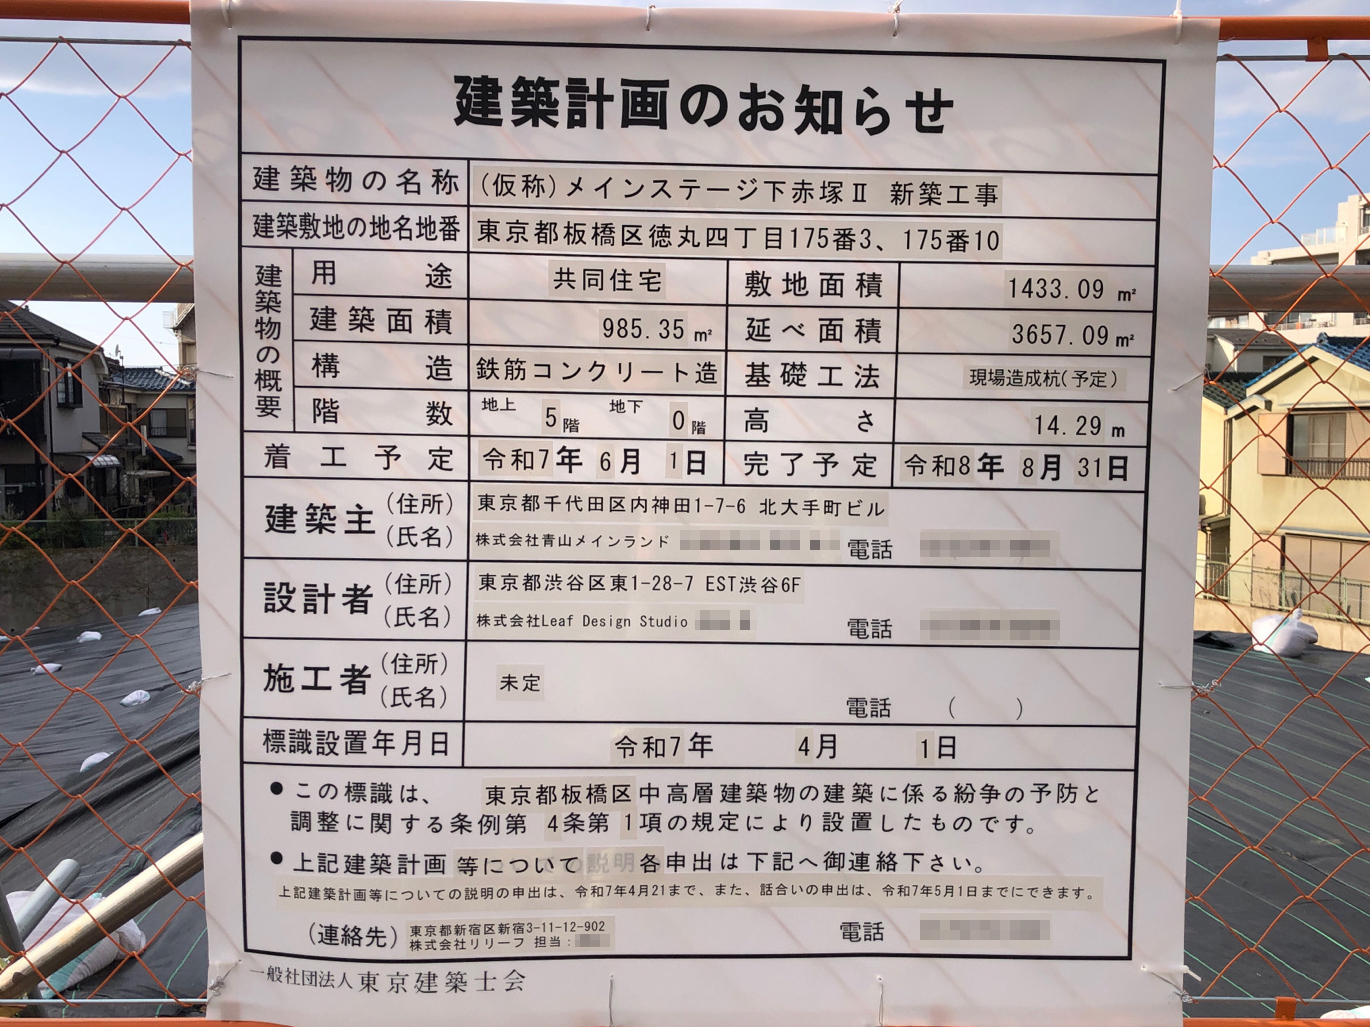 建築計画のお知らせ
建築物の名称 (仮称)メインステージ下赤塚Ⅱ 新築工事
建築敷地の地名地番 東京都板橋区徳丸四丁目175番3、175番10
建築物の概要
用途 共同住宅 敷地面積 1433.09 ㎡
建築面積 985.35 ㎡ 延べ面積 3657.09 ㎡
構造 鉄筋コンクリート造 基礎工法 現場造成杭(予定)
階数 地上 5階 地下 0階 高さ 14.29 m
着工予定 令和7年 6月 1日 完了予定 令和8年 8月 31日
建築主 (住所) 東京都千代田区内神田1-7-6 北大手町ビル
(氏名) 株式会社青山メインランド 電話
設計者 (住所) 東京都渋谷区東1-28-7 EST渋谷6F
(氏名) 株式会社Leaf Design Studio 電話
施工者 (住所)
(氏名) 未定 電話 ( )
標識設置年月日 令和7年 4月 1日
●この標識は、 東京都板橋区中高層建築物の建築に係る紛争の予防と
調整に関する条例第 4条第 1項の規定により設置したものです。
●上記建築計画等について 各申出は下記へ御連絡下さい。
上記建築計画等についての説明の申出は、令和7年4月21まで、また、話合いの申出は、令和7年5月1日までにできます。
(連絡先) 東京都新宿区新宿3-11-12-902
株式会社リリーフ 担当: 電話
一般社団法人 東京建築士会